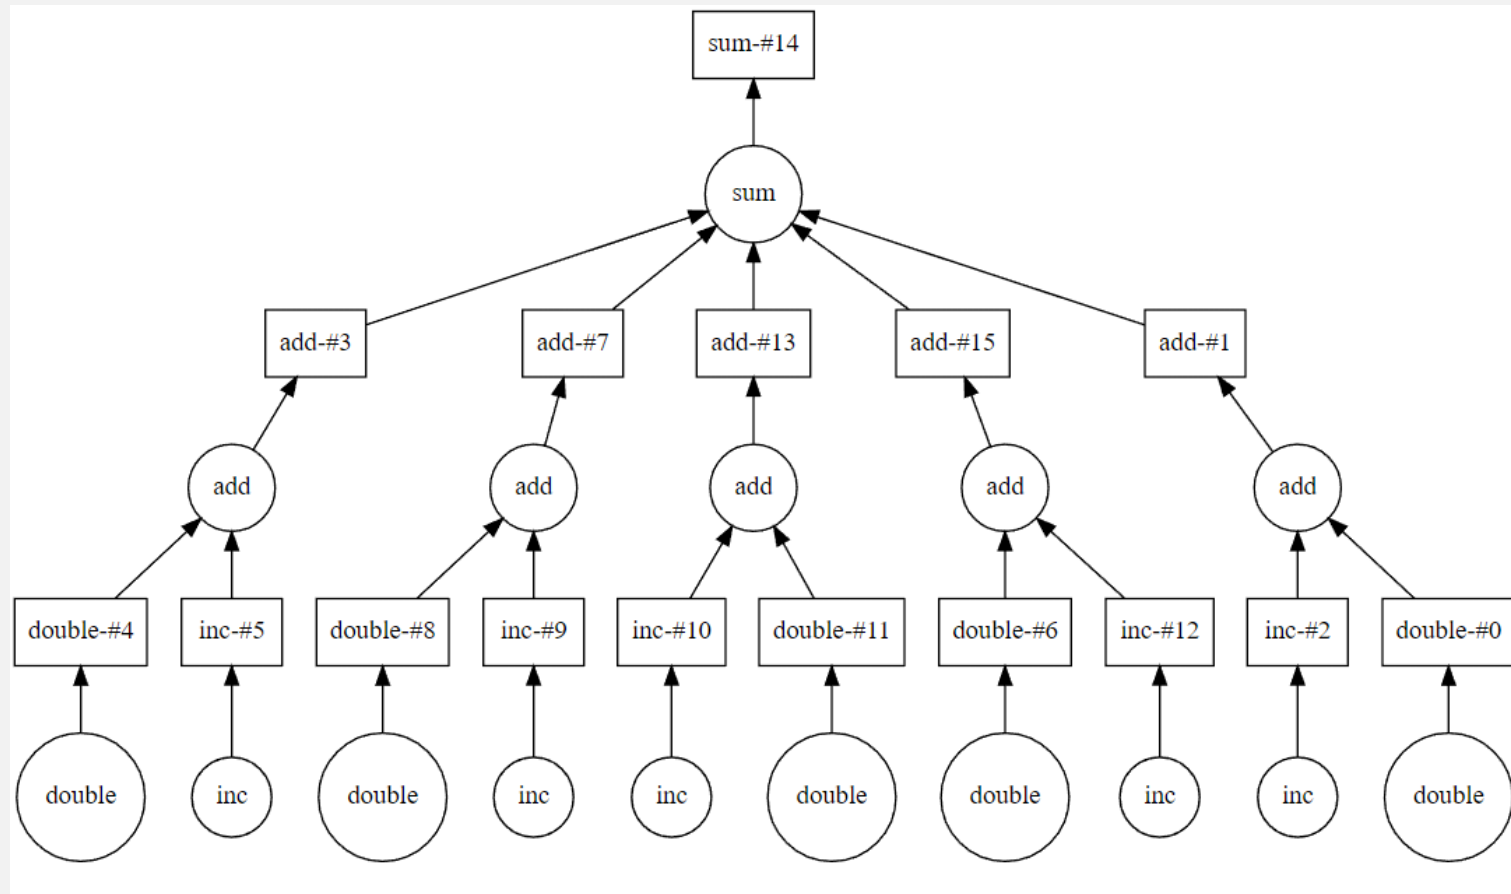 sum-#14
sum
add-#3
add-#7
add-#13
add-#15
add-#1
add
add
add
add
add
double-#4
inc-#5
double-#8
inc-#9
inc-#10
double-#11
double-#6
inc-#12
inc-#2
double-#0
double
inc
double
inc
inc
double
double
inc
inc
double